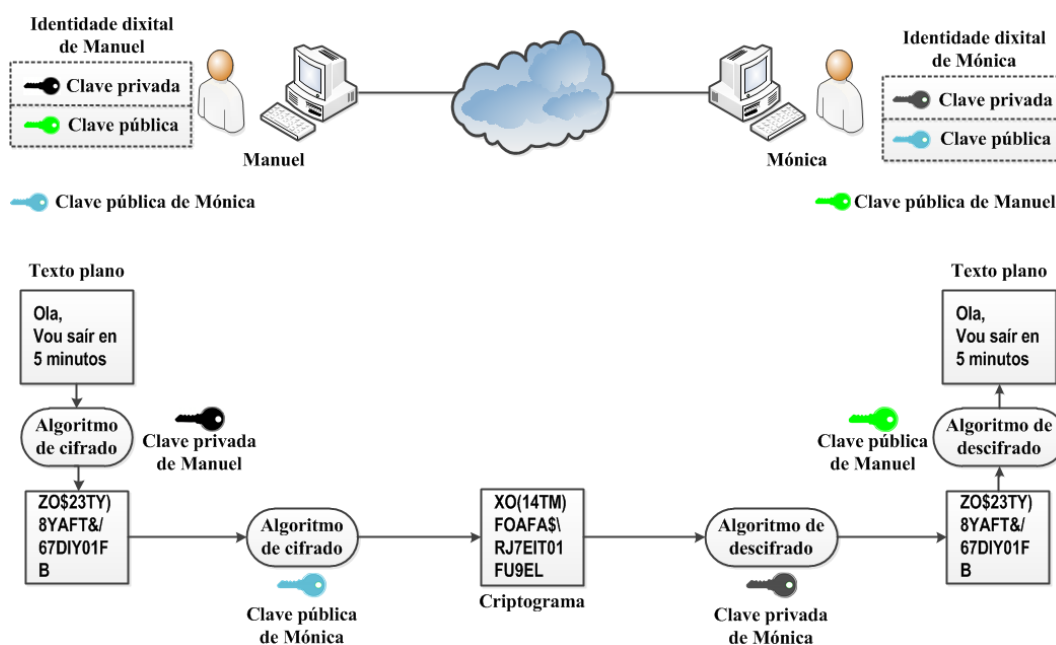 Identidade dixital
de Manuel
Clave privada
Clave pública
Manuel
Clave pública de Mónica
Identidade dixital
de Mónica
Clave privada
Clave pública
Mónica
Clave pública de Manuel
Texto plano
Ola,
Vou saír en
5 minutos
Algoritmo
de cifrado
Clave privada
de Manuel
ZO$23TY)
8YAFT&/
67DIY01F
B
Algoritmo
de cifrado
Clave pública
de Mónica
XO(14TM)
FOAFA$\
RJ7EIT01
FU9EL
Criptograma
Algoritmo de
descifrado
Clave privada
de Mónica
ZO$23TY)
8YAFT&/
67DIY01F
B
Clave pública
de Manuel
Algoritmo de
descifrado
Texto plano
Ola,
Vou saír en
5 minutos